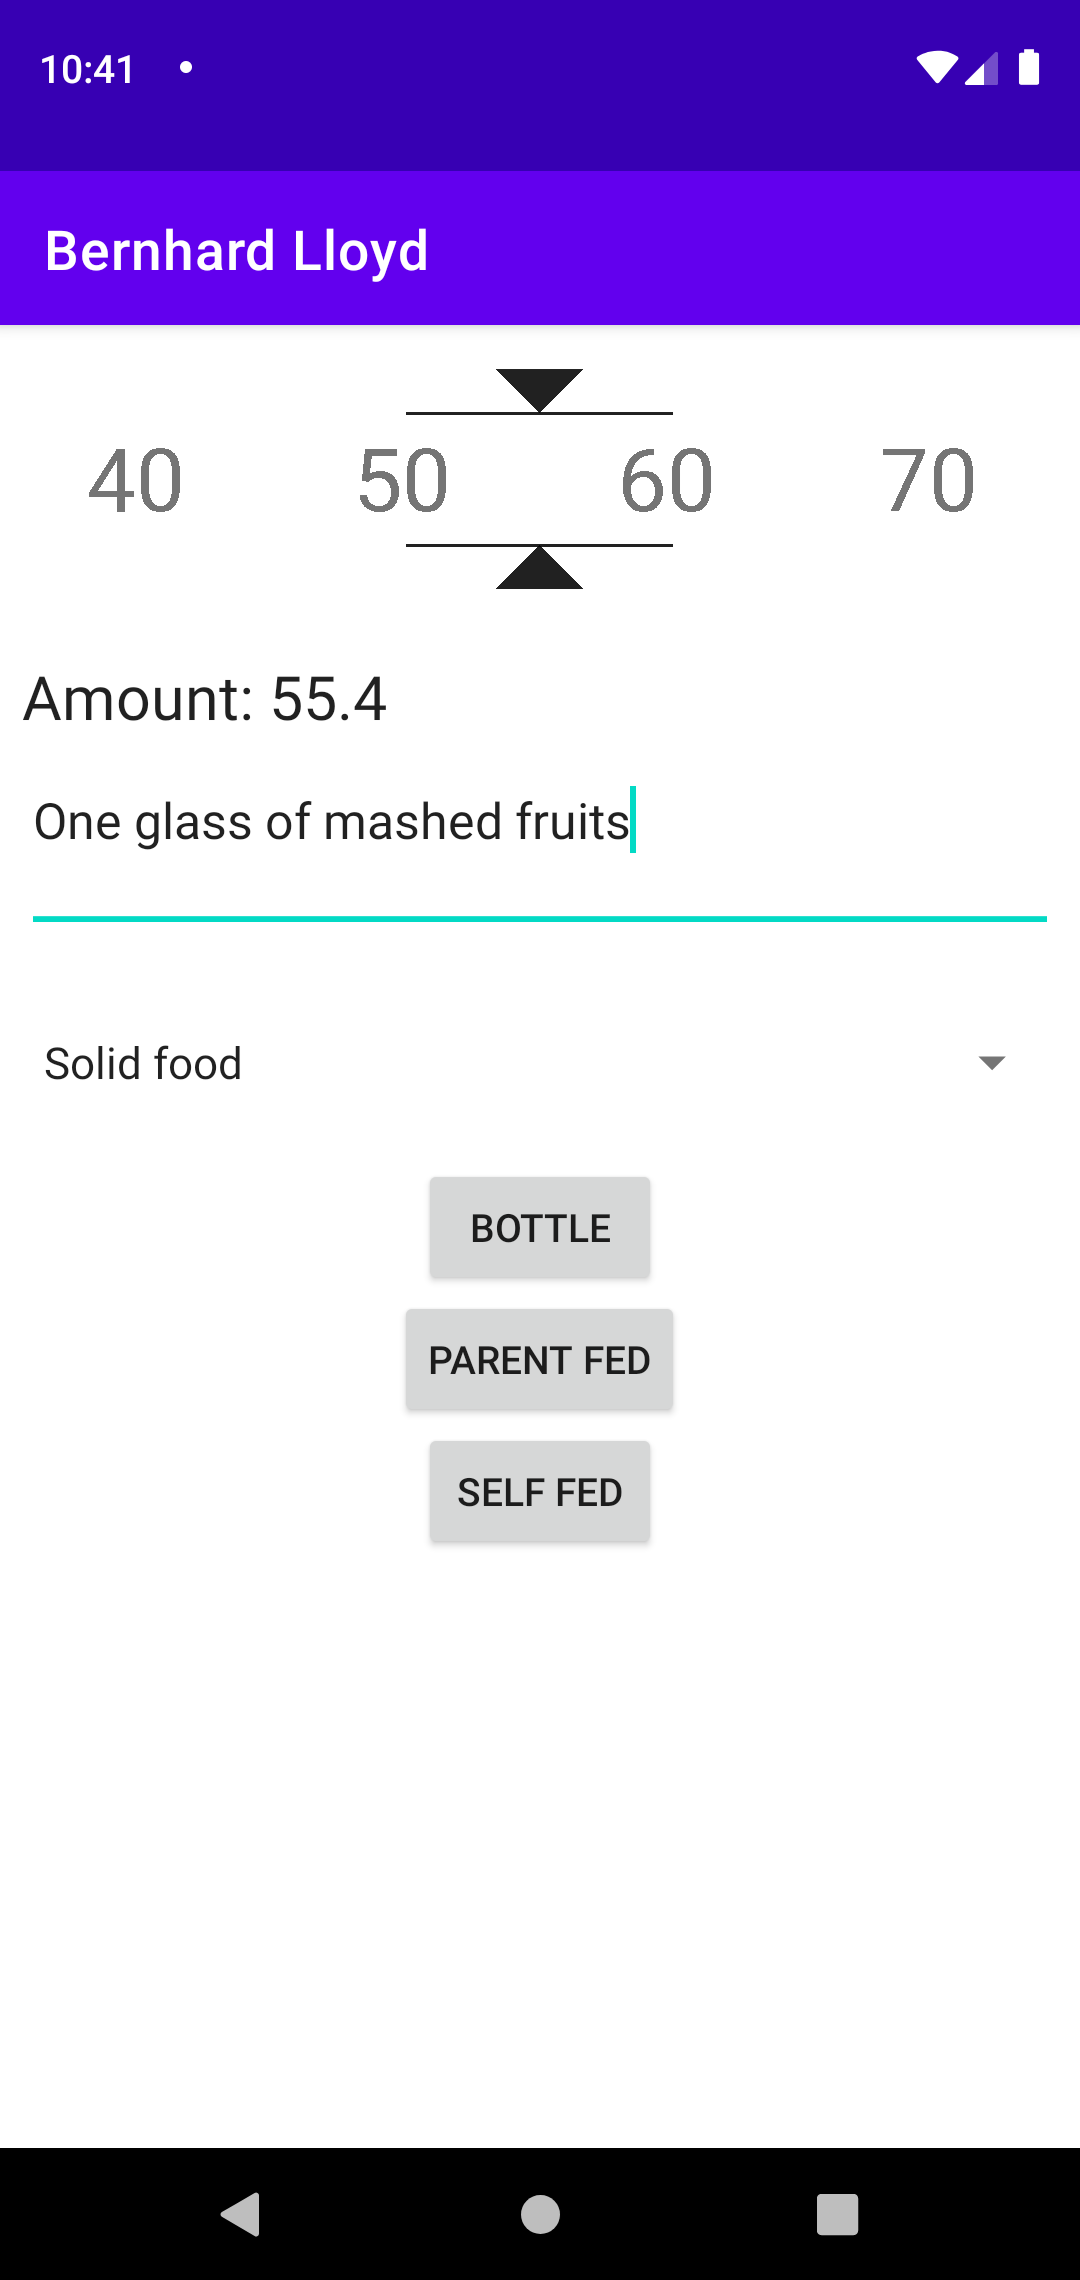 10:41
Bernhard Lloyd
40 50 60 70
Amount: 55.4
One glass of mashed fruits
Solid food
BOTTLE
PARENT FED
SELF FED